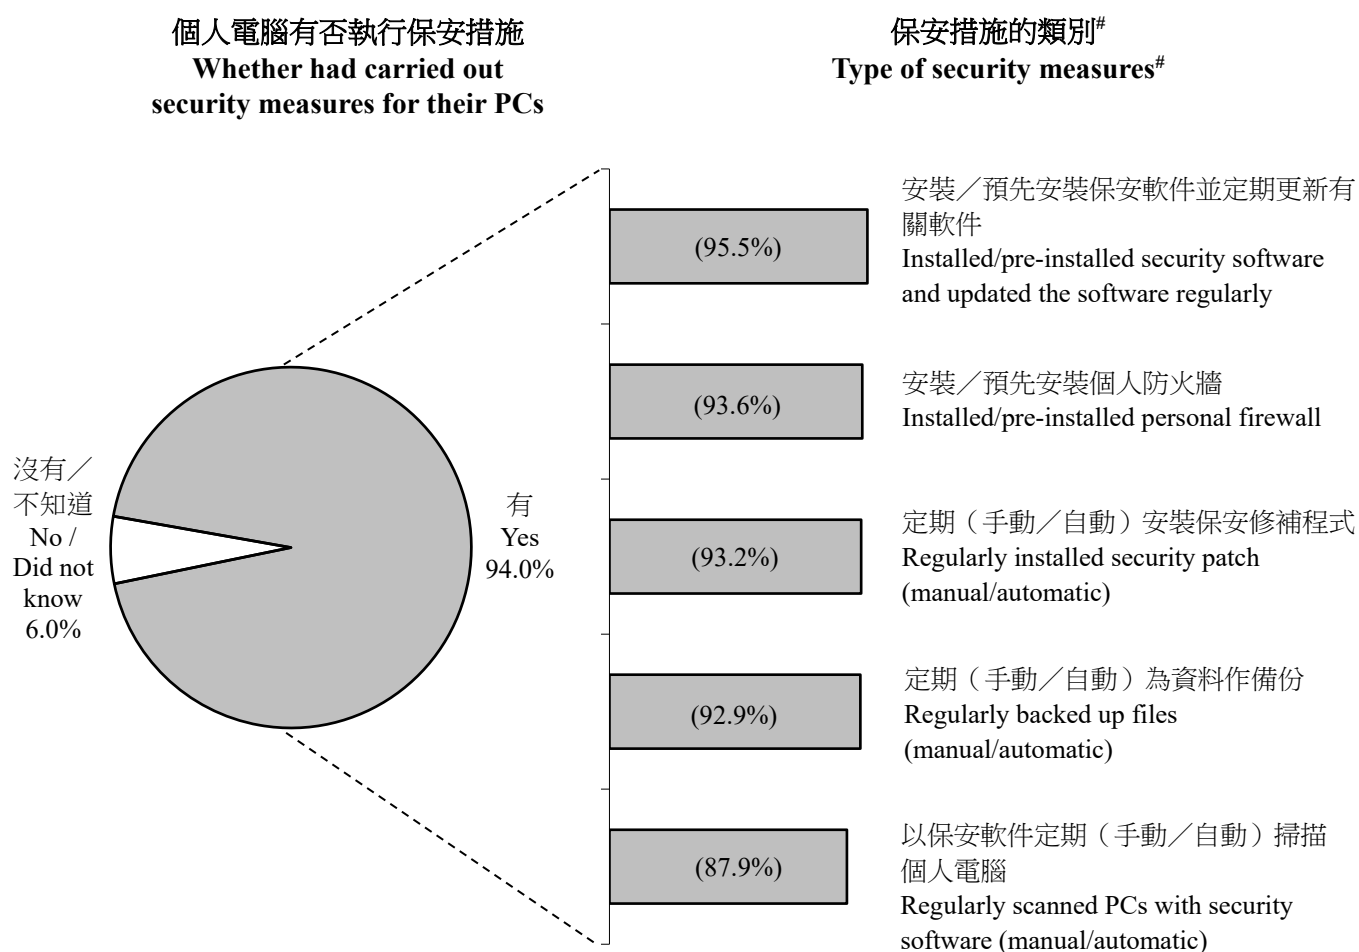 個人電腦有否執行保安措施
Whether had carried out
security measures for their PCs
保安措施的類別#
Type of security measures#
沒有／
不知道
No /
Did not
know
6.0%
有
Yes
94.0%
(95.5%)
安裝／預先安裝保安軟件並定期更新有
關軟件
Installed/pre-installed security software
and updated the software regularly
(93.6%)
安裝／預先安裝個人防火牆
Installed/pre-installed personal firewall
(93.2%)
定期（手動／自動）安裝保安修補程式
Regularly installed security patch
(manual/automatic)
(92.9%)
定期（手動／自動）為資料作備份
Regularly backed up files
(manual/automatic)
(87.9%)
以保安軟件定期（手動／自動）掃描
個人電腦
Regularly scanned PCs with security
software (manual/automatic)